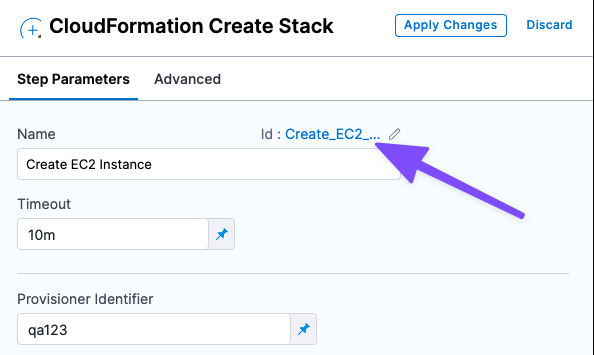 CloudFormation Create Stack
Apply Changes
Discard
Step Parameters
Advanced
Name
Id : Create_EC2_...
Create EC2 Instance
Timeout
10m
Provisioner Identifier
qa123